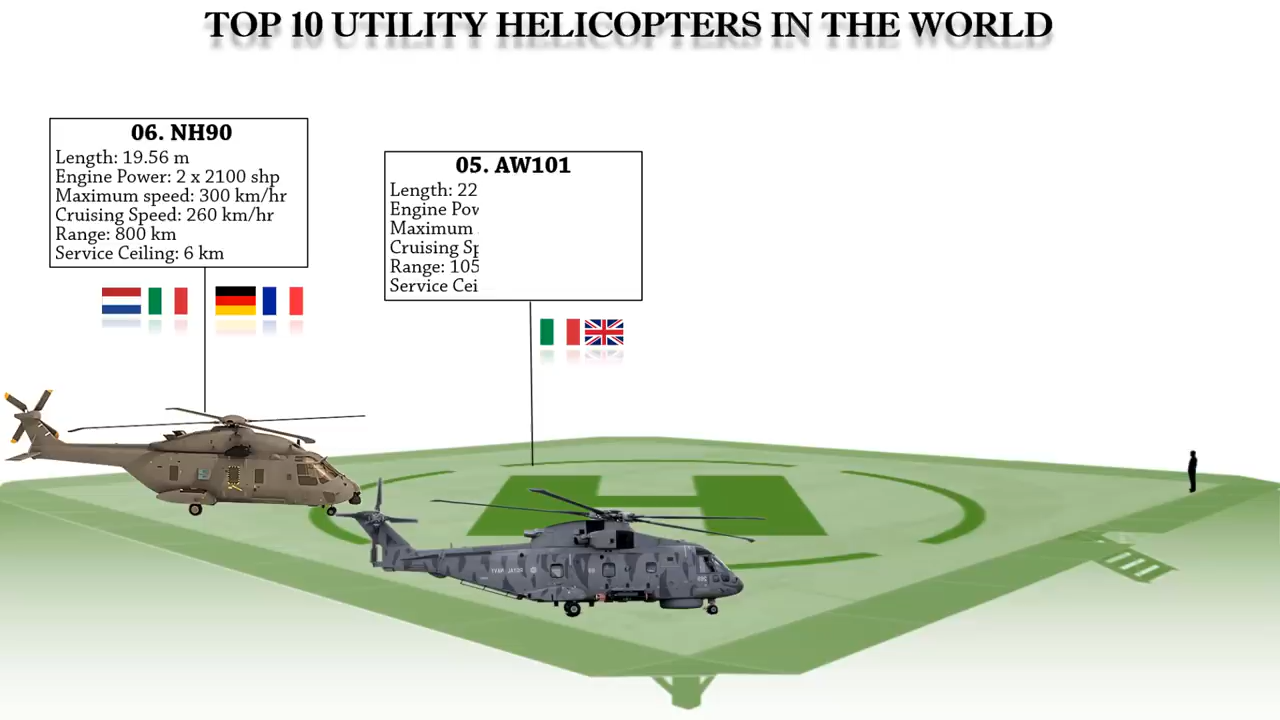 TOP 10 UTILITY HELICOPTERS IN THE WORLD
06. NH90
Length: 19.56 m
Engine Power: 2 x 2100 shp
Maximum speed: 300 km/hr
Cruising Speed: 260 km/hr
Range: 800 km
Service Ceiling: 6 km
05. AW101
Length: 22
Engine Pow
Maximum
Cruising Sp
Range: 105
Service Cei